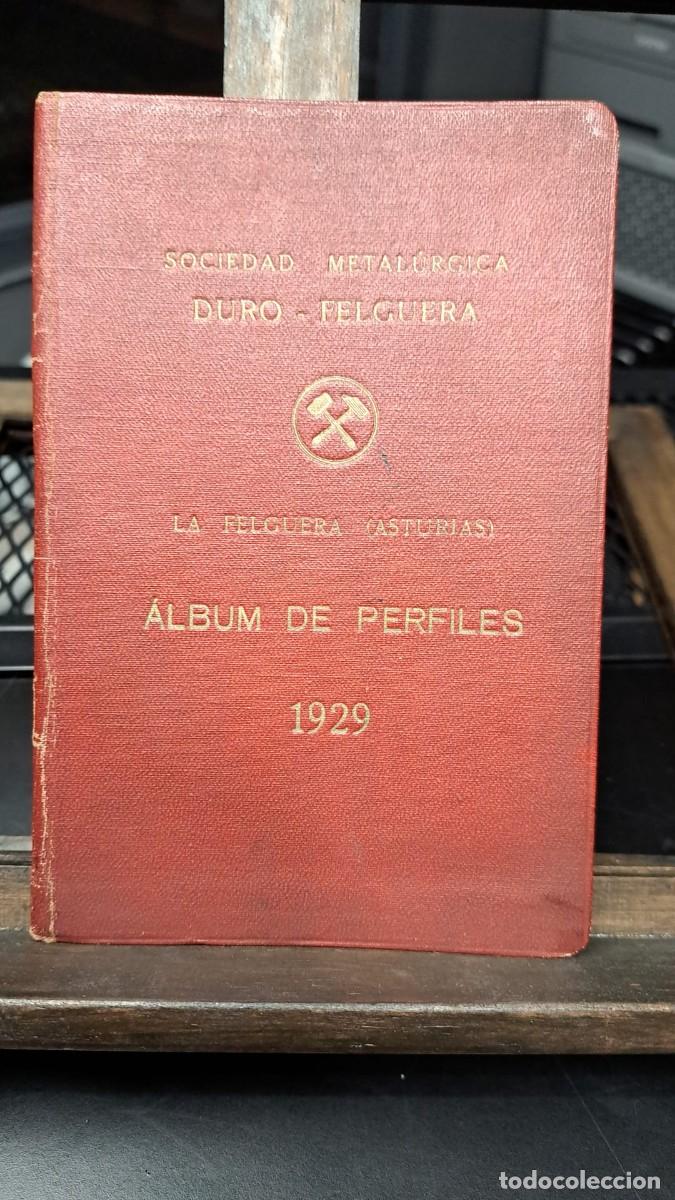 SOCIEDAD METALÚRGICA
DURO - FELGUERA
LA FELGUERA (ASTURIAS)
ÁLBUM DE PERFILES
1929
todocoleccion